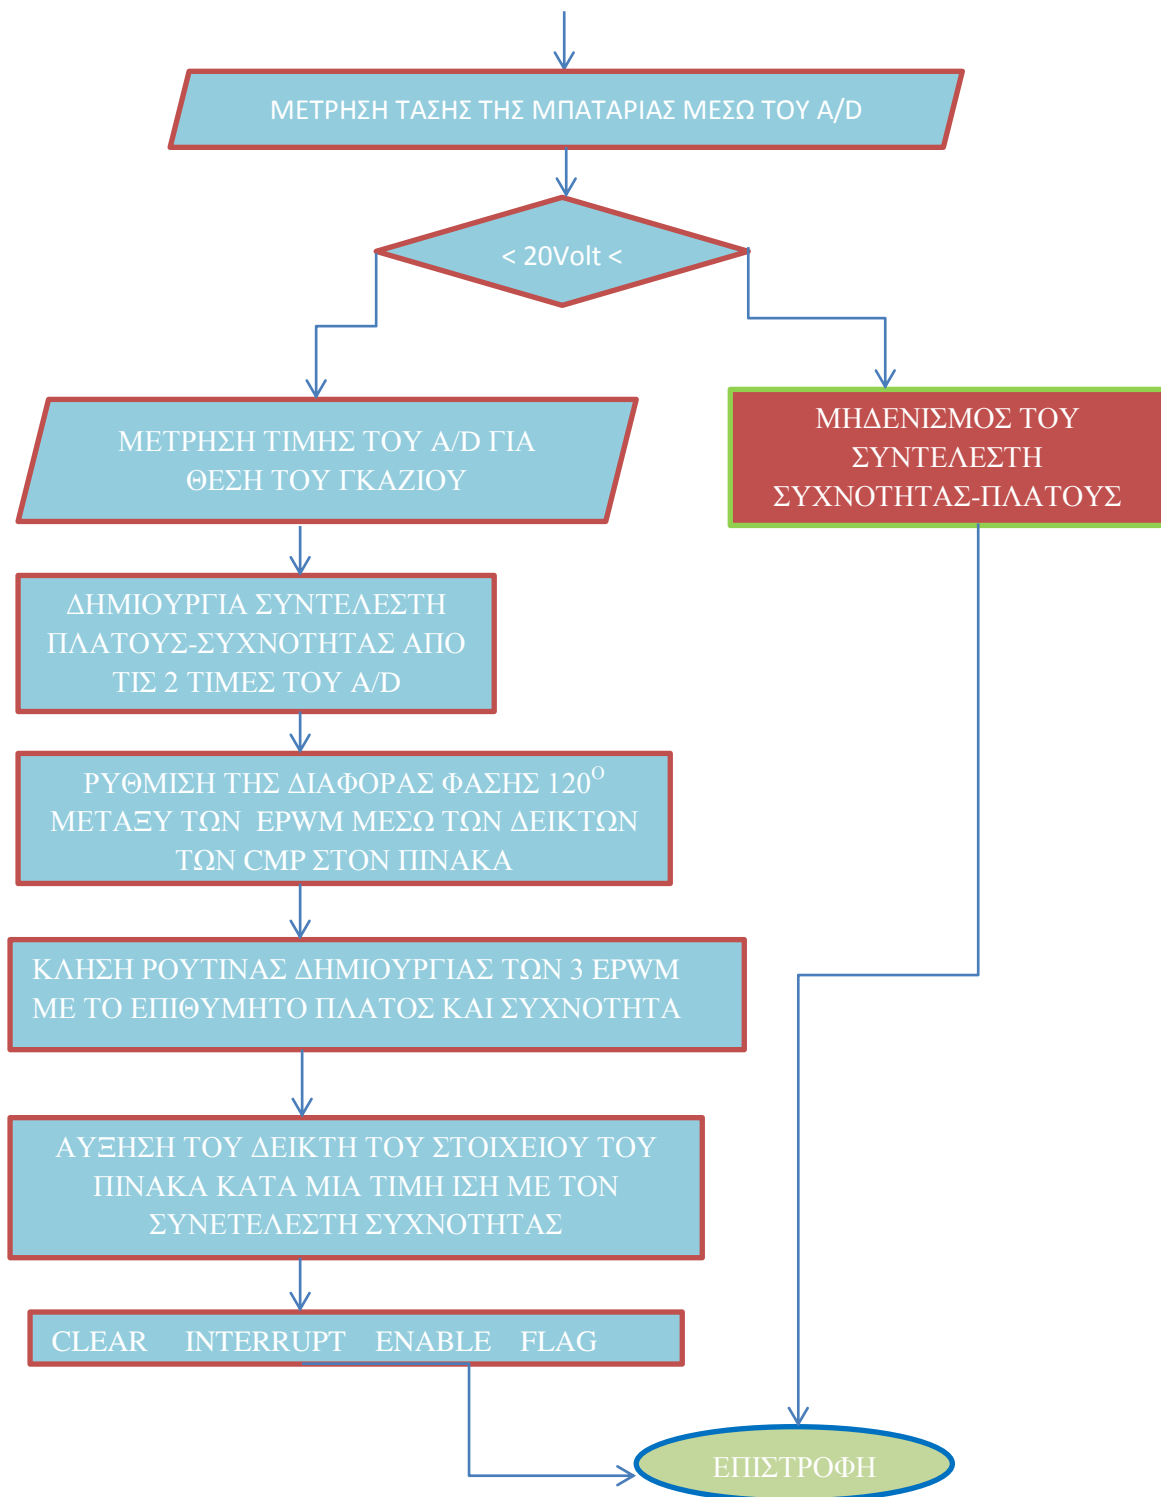 ΜΕΤΡΗΣΗ ΤΑΣΗΣ ΤΗΣ ΜΠΑΤΑΡΙΑΣ ΜΕΣΩ ΤΟΥ A/D
< 20Volt <
ΜΕΤΡΗΣΗ ΤΙΜΗΣ ΤΟΥ A/D ΓΙΑ
ΘΕΣΗ ΤΟΥ ΓΚΑΖΙΟΥ
ΜΗΔΕΝΙΣΜΟΣ ΤΟΥ
ΣΥΝΤΕΛΕΣΤΗ
ΣΥΧΝΟΤΗΤΑΣ-ΠΛΑΤΟΥΣ
ΔΗΜΙΟΥΡΓΙΑ ΣΥΝΤΕΛΕΣΤΗ
ΠΛΑΤΟΥΣ-ΣΥΧΝΟΤΗΤΑΣ ΑΠΟ
ΤΙΣ 2 ΤΙΜΕΣ ΤΟΥ A/D
ΡΥΘΜΙΣΗ ΤΗΣ ΔΙΑΦΟΡΑΣ ΦΑΣΗΣ 120Ο
ΜΕΤΑΞΥ ΤΩΝ EPWM ΜΕΣΩ ΤΩΝ ΔΕΙΚΤΩΝ
ΤΩΝ CMP ΣΤΟΝ ΠΙΝΑΚΑ
ΚΛΗΣΗ ΡΟΥΤΙΝΑΣ ΔΗΜΙΟΥΡΓΙΑΣ ΤΩΝ 3 EPWM
ΜΕ ΤΟ ΕΠΙΘΥΜΗΤΟ ΠΛΑΤΟΣ ΚΑΙ ΣΥΧΝΟΤΗΤΑ
ΑΥΞΗΣΗ ΤΟΥ ΔΕΙΚΤΗ ΤΟΥ ΣΤΟΙΧΕΙΟΥ ΤΟΥ
ΠΙΝΑΚΑ ΚΑΤΑ ΜΙΑ ΤΙΜΗ ΙΣΗ ΜΕ ΤΟΝ
ΣΥΝΕΤΕΛΕΣΤΗ ΣΥΧΝΟΤΗΤΑΣ
CLEAR INTERRUPT ENABLE FLAG
ΕΠΙΣΤΡΟΦΗ